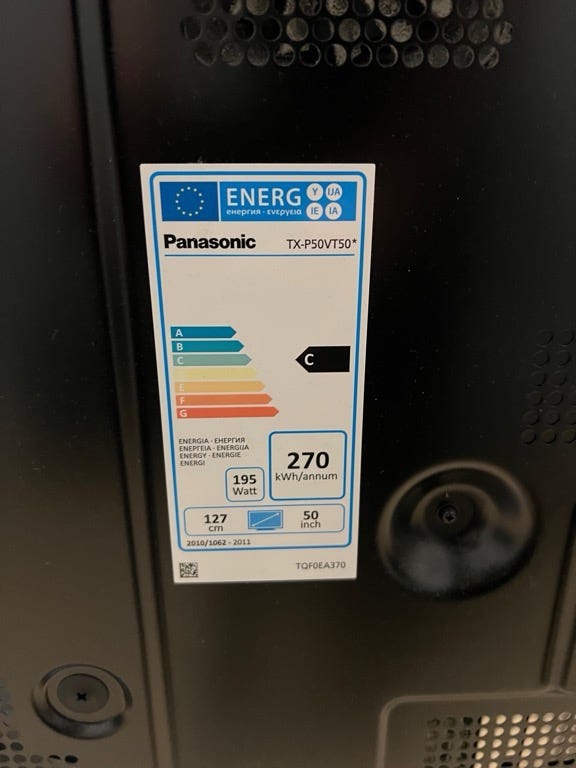 ENERG Y IJA
енергия · ενεργεια IE IA
Panasonic TX-P50VT50*
A
B
C C
E
F
G
ENERGIA · ЕНЕРГИЯ
ΕΝΕΡΓΕΙΑ · ENERGIJA
ENERGY · ENERGIE
ENERGI
270
kWh/annum
195
Watt
127
cm
50
inch
2010/1062 - 2011
TQF0EA370